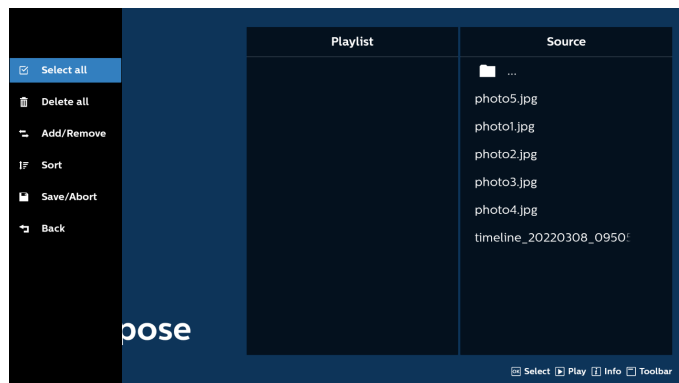 Playlist
Source
Select all
...
Delete all
photo5.jpg
Add/Remove
photo1.jpg
Sort
photo2.jpg
Save/Abort
photo3.jpg
Back
photo4.jpg
timeline_20220308_0950
pose
OK Select Play i Info Toolbar